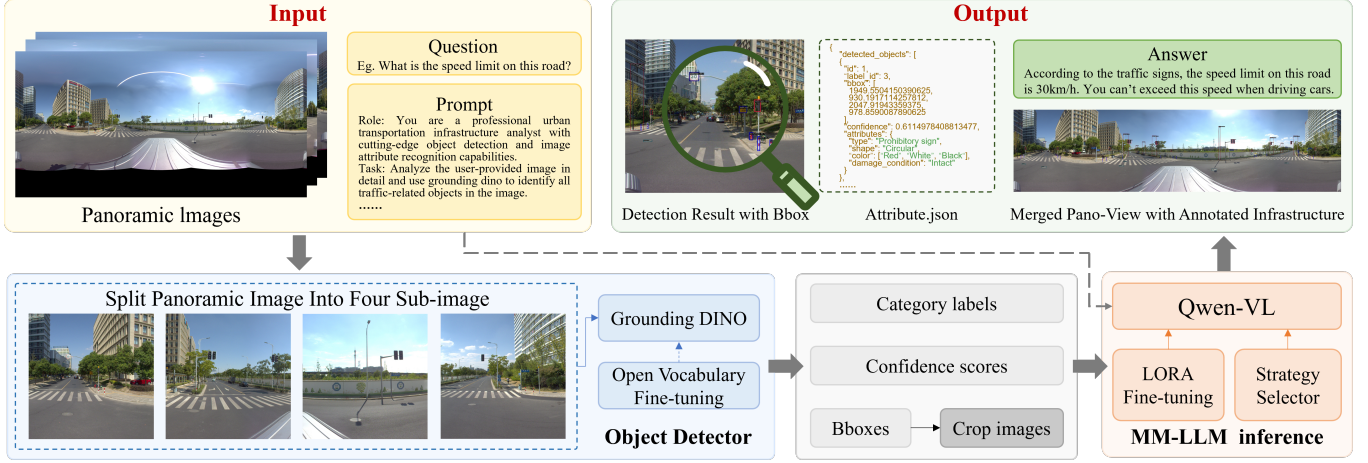 Input
Question
Eg. What is the speed limit on this road?
Prompt
Role: You are a professional urban
transportation infrastructure analyst with
cutting-edge object detection and image
attribute recognition capabilities.
Task: Analyze the user-provided image in
detail and use grounding dino to identify all
traffic-related objects in the image.
......
Panoramic Images
Output
{
"detected_objects": [
{
"id": 1,
"label_id": 3,
"bbox": [
1949.5504150390625,
930.1917114257812,
2047.91943359375,
978.8590087890625
],
"confidence": 0.6114978408813477,
"attributes": {
"type": "Prohibitory sign",
"shape": "Circular",
"color": ["Red", "White", "Black"],
"damage_condition": "Intact"
}
},
......
Answer
According to the traffic signs, the speed limit on this road
is 30km/h. You can't exceed this speed when driving cars.
Detection Result with Bbox
Attribute.json
Merged Pano-View with Annotated Infrastructure
Split Panoramic Image Into Four Sub-image
Grounding DINO
Open Vocabulary
Fine-tuning
Object Detector
Category labels
Confidence scores
Bboxes
Crop images
Qwen-VL
LORA
Fine-tuning
Strategy
Selector
MM-LLM inference